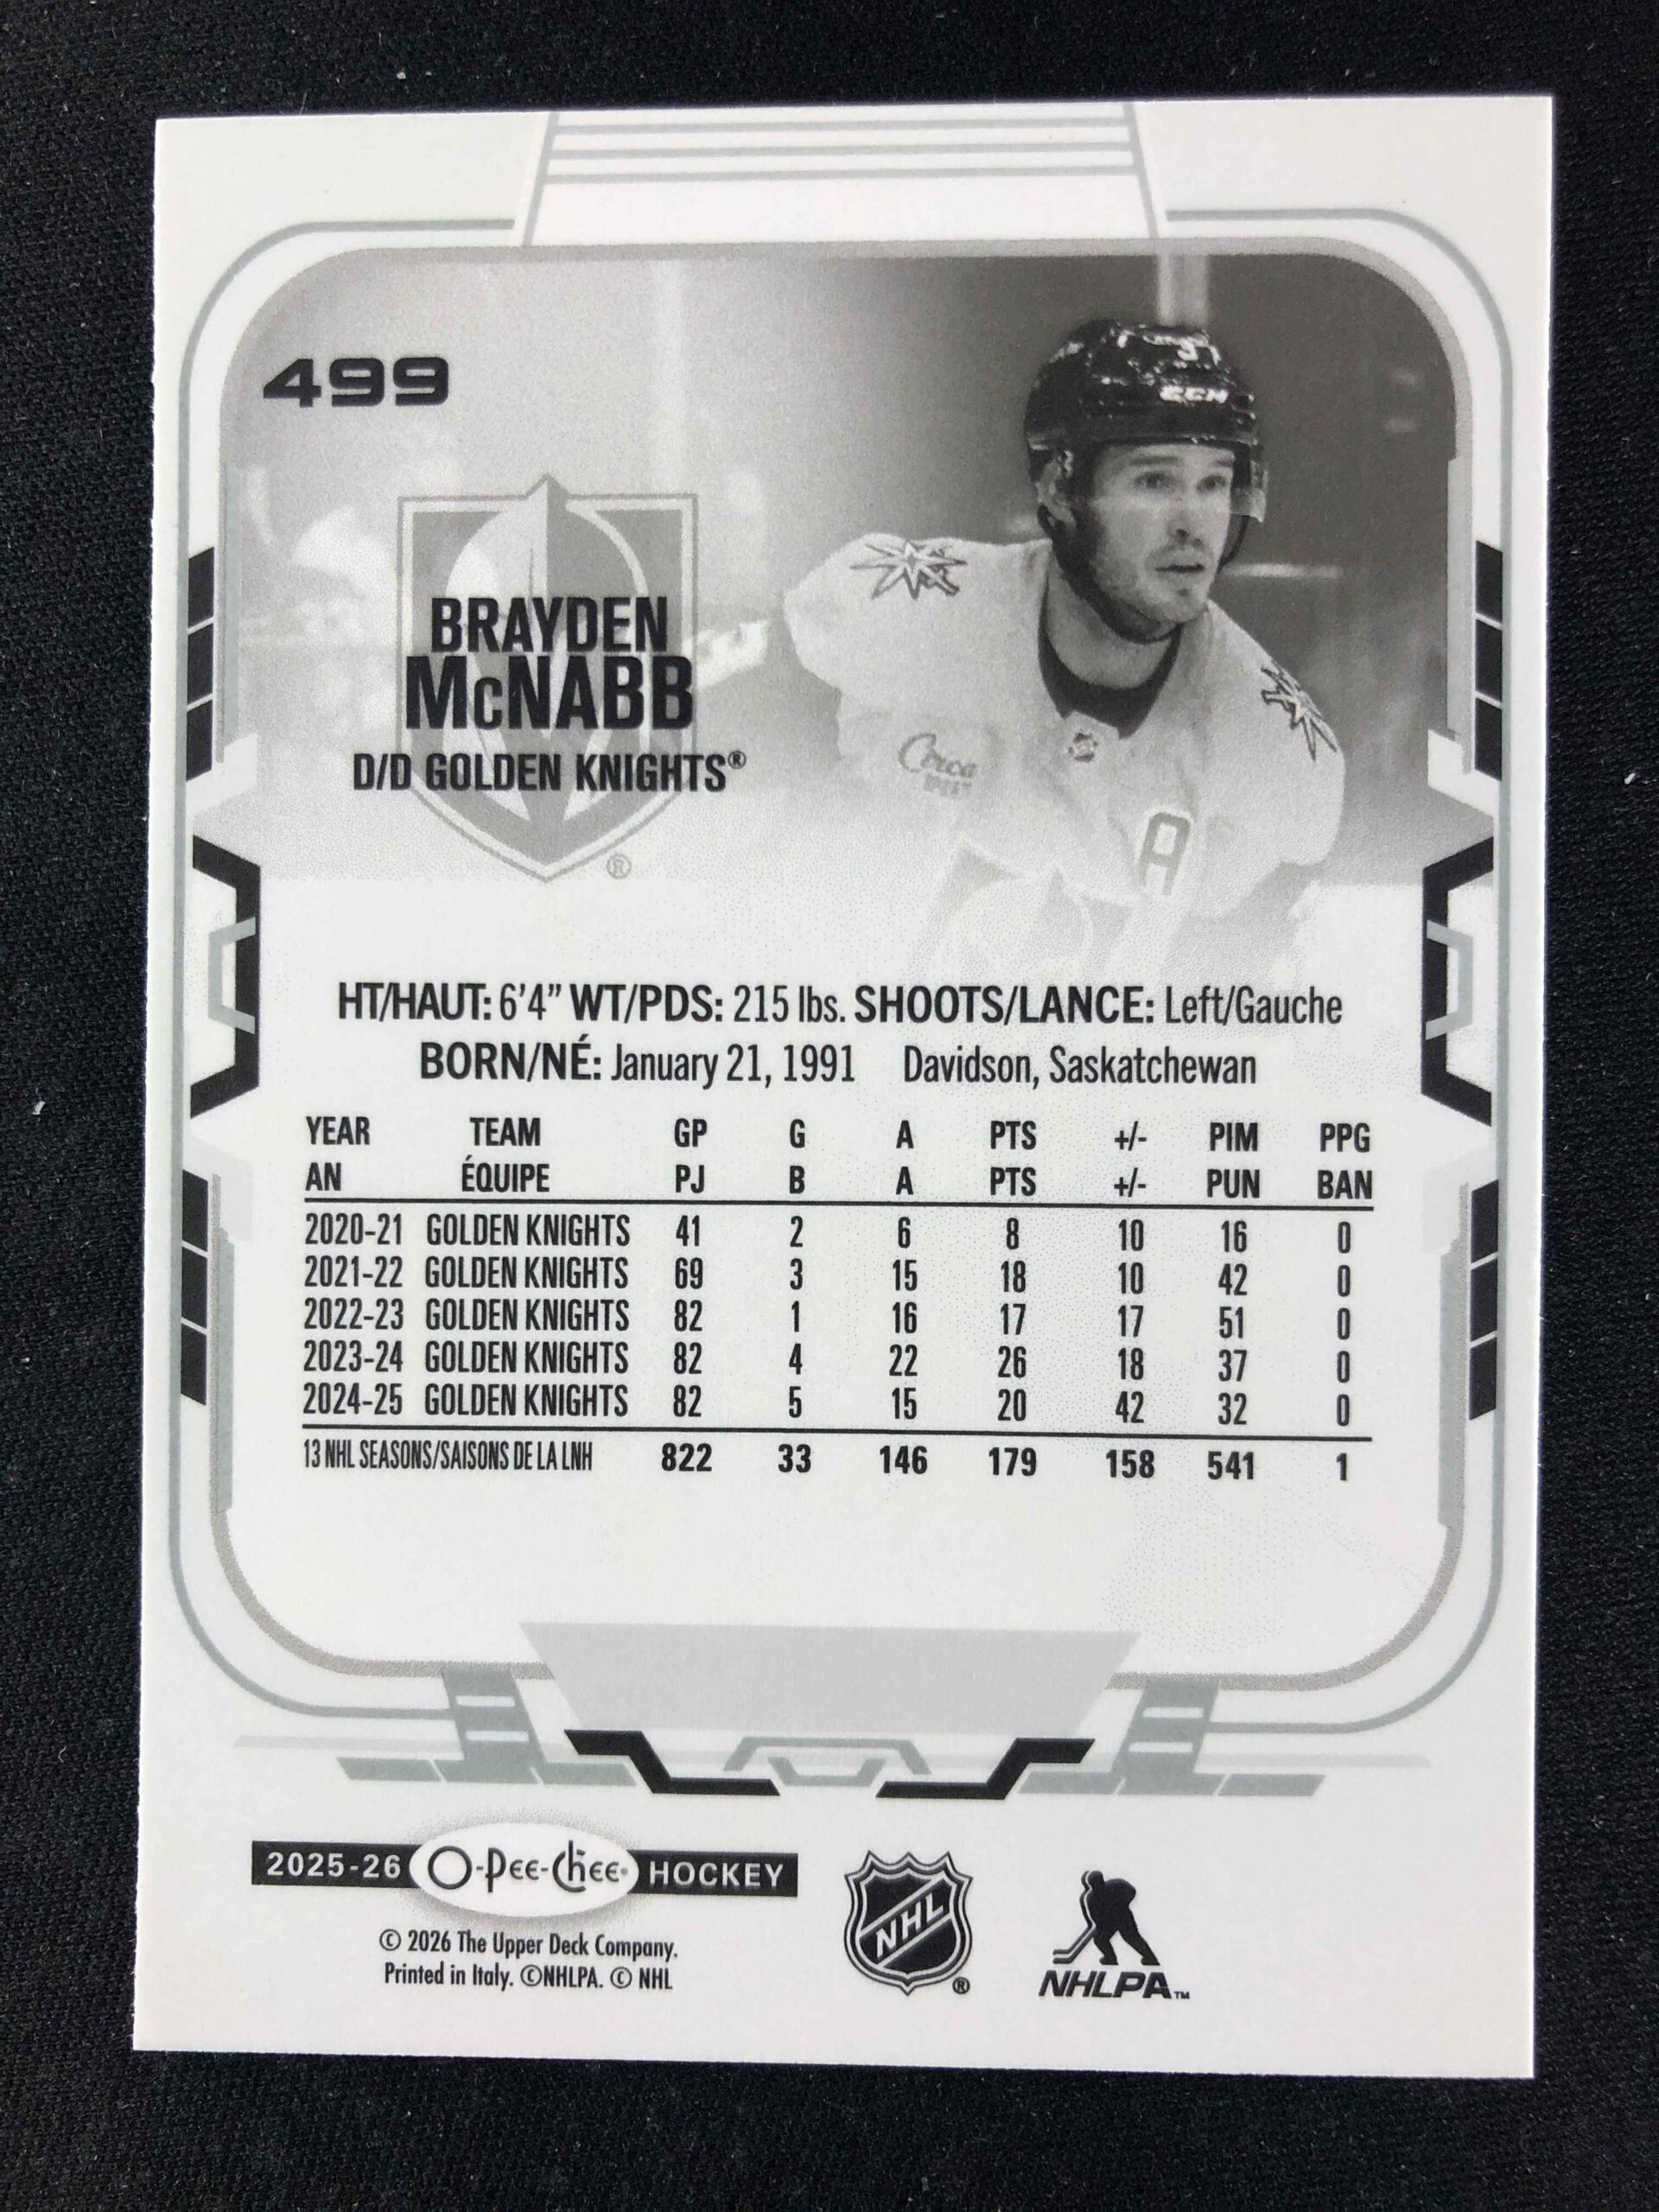 499
CCM
BRAYDEN
McNABB
D/D GOLDEN KNIGHTS®
®
Circa
A
HT/HAUT: 6'4" WT/PDS: 215 lbs. SHOOTS/LANCE: Left/Gauche
BORN/NÉ: January 21, 1991 Davidson, Saskatchewan
YEAR TEAM GP G A PTS +/- PIM PPG
AN ÉQUIPE PJ B A PTS +/- PUN BAN
2020-21 GOLDEN KNIGHTS 41 2 6 8 10 16 0
2021-22 GOLDEN KNIGHTS 69 3 15 18 10 42 0
2022-23 GOLDEN KNIGHTS 82 1 16 17 17 51 0
2023-24 GOLDEN KNIGHTS 82 4 22 26 18 37 0
2024-25 GOLDEN KNIGHTS 82 5 15 20 42 32 0
13 NHL SEASONS/SAISONS DE LA LNH 822 33 146 179 158 541 1
2025-26 O-Pee-Chee® HOCKEY
© 2026 The Upper Deck Company.
Printed in Italy. ©NHLPA. © NHL
NHL
®
NHLPA™